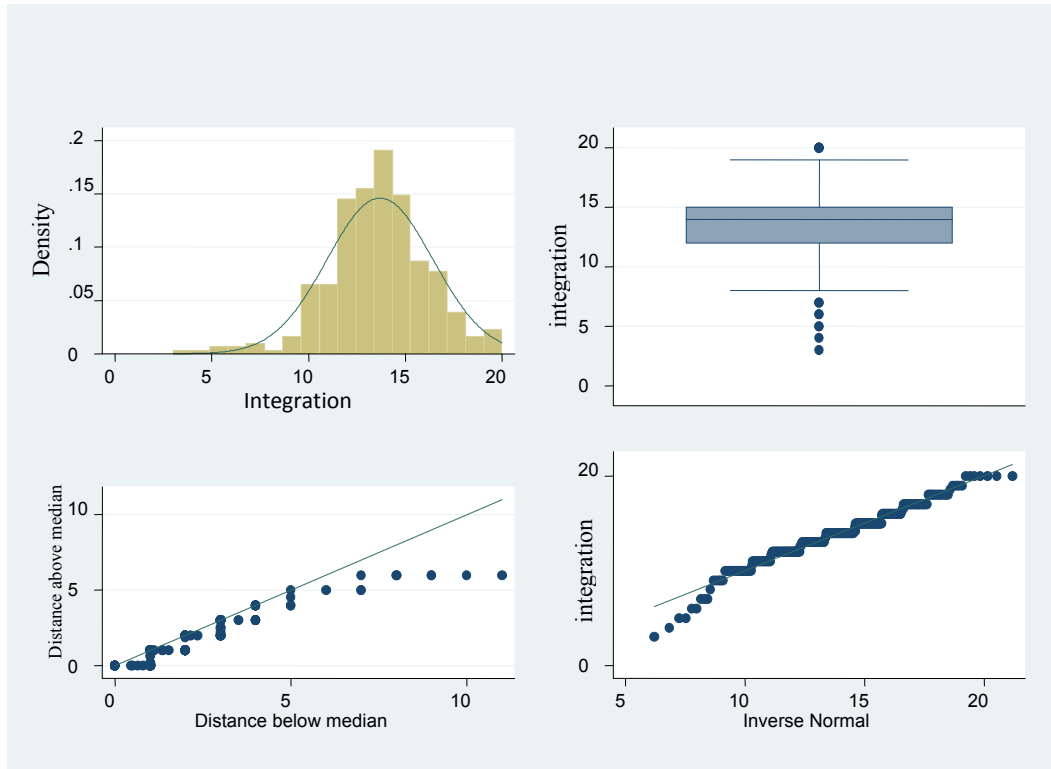 .2
.15
.1
.05
0
Density
0 5 10 15 20
Integration
20
15
10
5
0
integration
10
5
0
Distance above median
0 5 10
Distance below median
20
0
integration
5 10 15 20
Inverse Normal